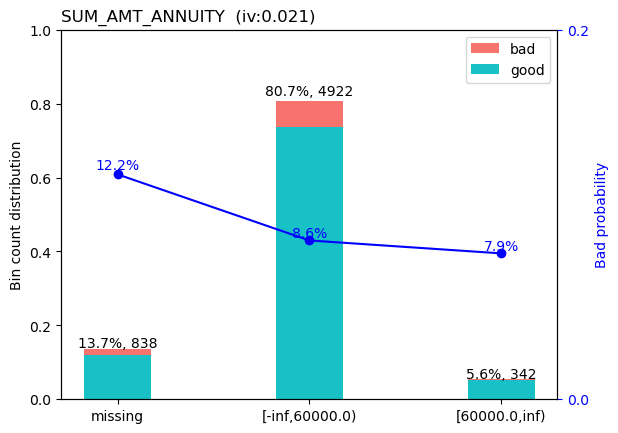 SUM_AMT_ANNUITY  (iv:0.021)
1.0
0.8
0.6
0.4
0.2
0.0
Bin count distribution
bad
good
80.7%, 4922
12.2%
8.6%
7.9%
13.7%, 838
5.6%, 342
0.2
0.0
Bad probability
missing
[-inf,60000.0)
[60000.0,inf)